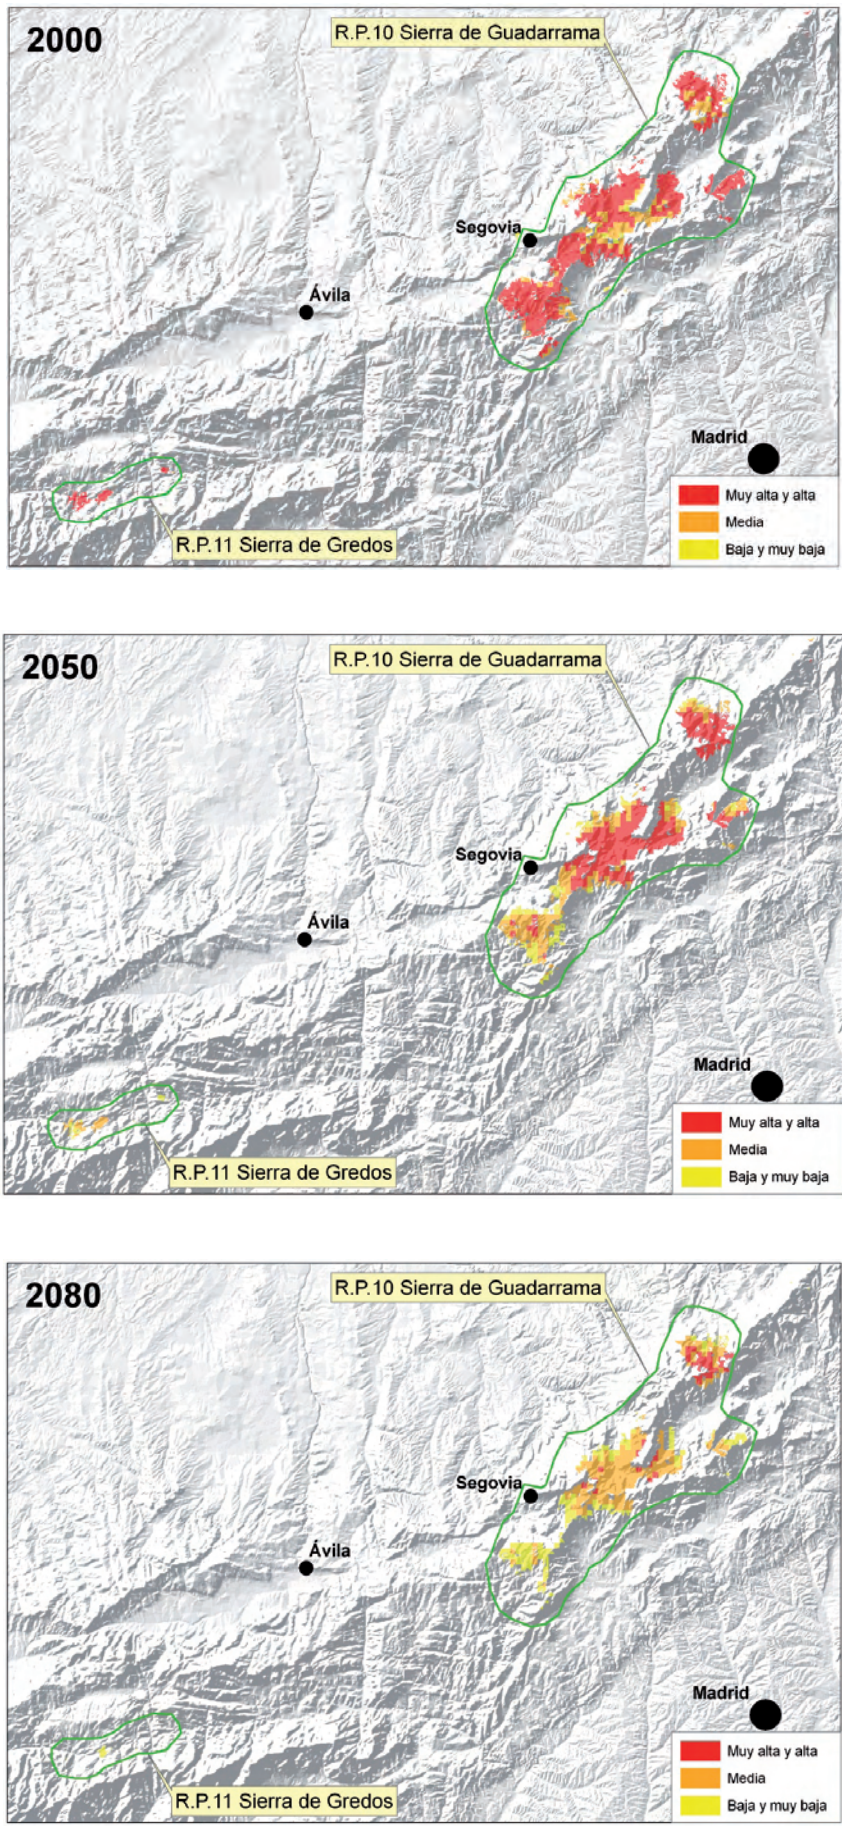 2000
R.P.10 Sierra de Guadarrama
Segovia
Ávila
Madrid
Muy alta y alta
Media
Baja y muy baja
R.P.11 Sierra de Gredos
2050
R.P.10 Sierra de Guadarrama
Segovia
Ávila
Madrid
Muy alta y alta
Media
Baja y muy baja
R.P.11 Sierra de Gredos
2080
R.P.10 Sierra de Guadarrama
Segovia
Ávila
Madrid
Muy alta y alta
Media
Baja y muy baja
R.P.11 Sierra de Gredos